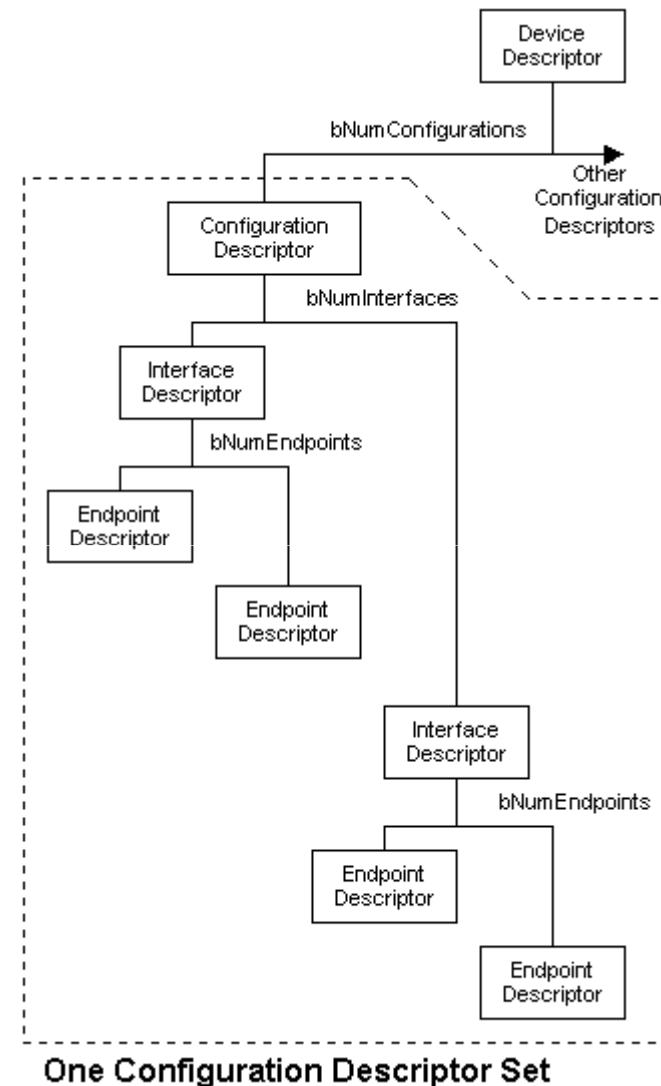 Device
Descriptor
bNumConfigurations
Other
Configuration
Descriptors
Configuration
Descriptor
bNumInterfaces
Interface
Descriptor
bNumEndpoints
Endpoint
Descriptor
Endpoint
Descriptor
Interface
Descriptor
bNumEndpoints
Endpoint
Descriptor
Endpoint
Descriptor
One Configuration Descriptor Set